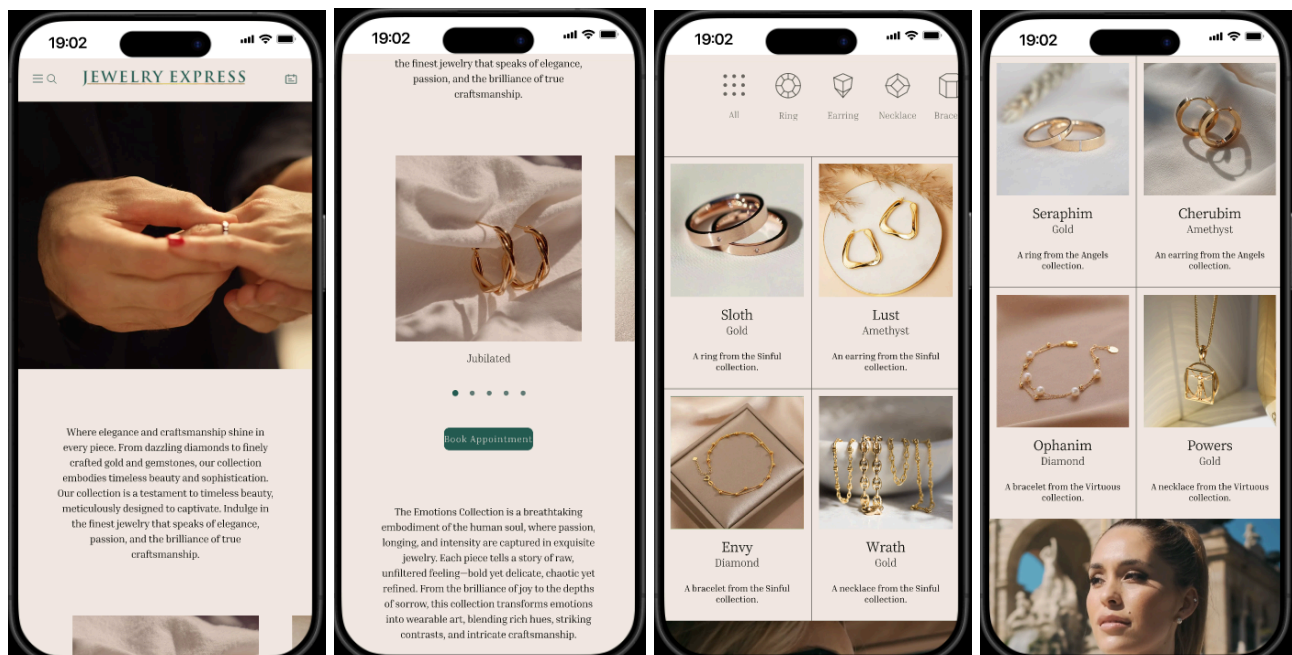 19:02
JEWELRY EXPRESS
Where elegance and craftsmanship shine in
every piece. From dazzling diamonds to finely
crafted gold and gemstones, our collection
embodies timeless beauty and sophistication.
Our collection is a testament to timeless beauty,
meticulously designed to captivate. Indulge in
the finest jewelry that speaks of elegance,
passion, and the brilliance of true
craftsmanship.
19:02
the finest jewelry that speaks of elegance,
passion, and the brilliance of true
craftsmanship.
Jubilated
Book Appointment
The Emotions Collection is a breathtaking
embodiment of the human soul, where passion,
longing, and intensity are captured in exquisite
jewelry. Each piece tells a story of raw,
unfiltered feeling—bold yet delicate, chaotic yet
refined. From the brilliance of joy to the depths
of sorrow, this collection transforms emotions
into wearable art, blending rich hues, striking
contrasts, and intricate craftsmanship.
19:02
All Ring Earring Necklace Brace
Sloth
Gold
A ring from the Sinful
collection.
Lust
Amethyst
An earring from the Sinful
collection.
Envy
Diamond
A bracelet from the Sinful
collection.
Wrath
Gold
A necklace from the Sinful
collection.
19:02
Seraphim
Gold
A ring from the Angels
collection.
Cherubim
Amethyst
An earring from the Angels
collection.
Ophanim
Diamond
A bracelet from the Virtuous
collection.
Powers
Gold
A necklace from the Virtuous
collection.